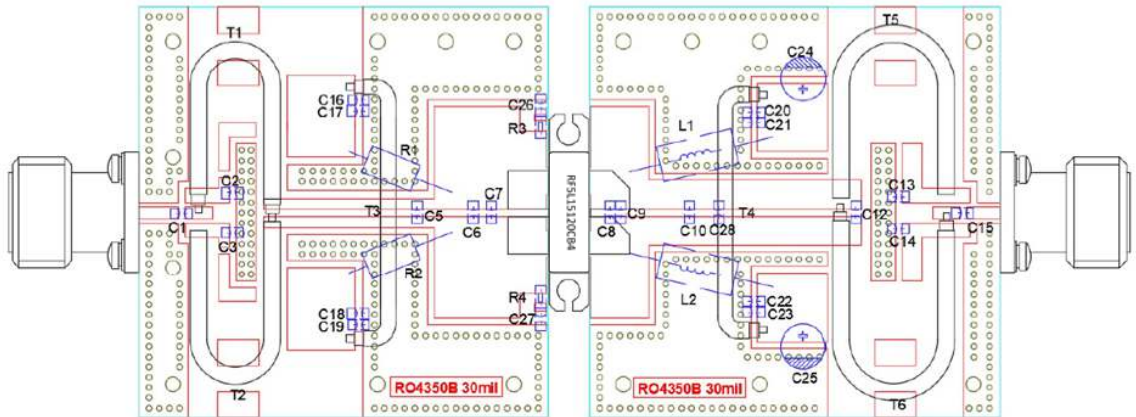 T1
T5
C24
C16
C17
C26
R3
C20
C21
L1
R1
C2
C7
C13
RF5L15120CB4
T3
C5
C9
T4
C12
C1
C6
C8
C10
C28
C15
C3
C14
R2
L2
R4
C22
C18
C23
C19
C27
C25
RO4350B 30mil
RO4350B 30mil
T2
T6